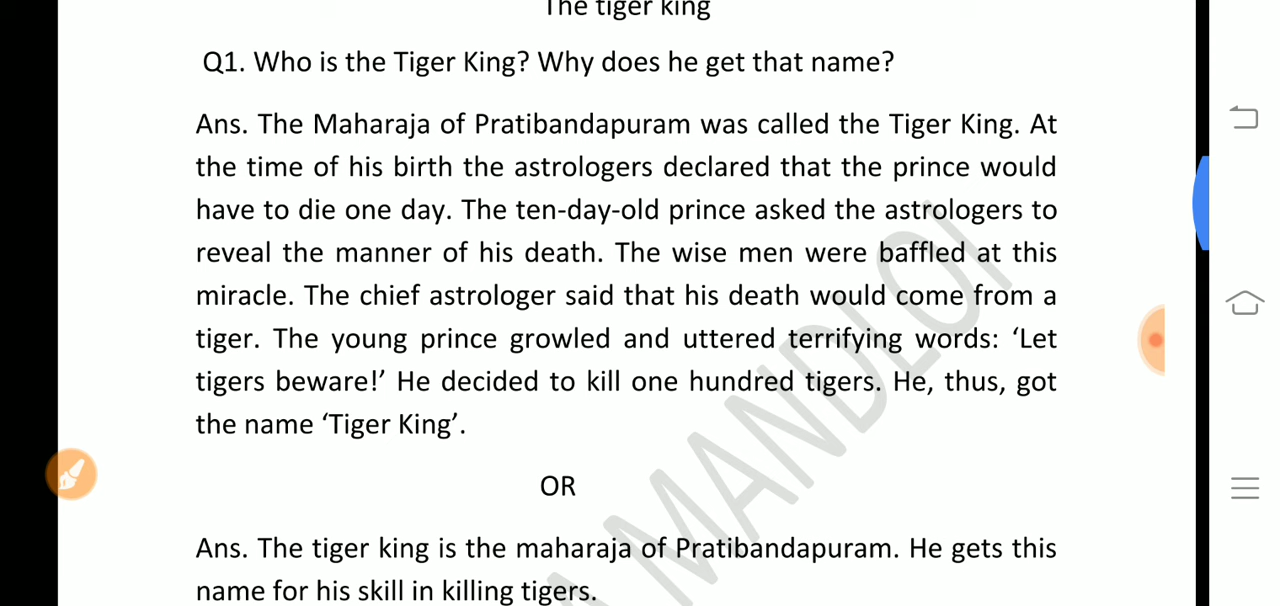 The tiger king
Q1. Who is the Tiger King? Why does he get that name?
Ans. The Maharaja of Pratibandapuram was called the Tiger King. At
the time of his birth the astrologers declared that the prince would
have to die one day. The ten-day-old prince asked the astrologers to
reveal the manner of his death. The wise men were baffled at this
miracle. The chief astrologer said that his death would come from a
tiger. The young prince growled and uttered terrifying words: ‘Let
tigers beware!’ He decided to kill one hundred tigers. He, thus, got
the name ‘Tiger King’.
OR
Ans. The tiger king is the maharaja of Pratibandapuram. He gets this
name for his skill in killing tigers.
MANDLOI